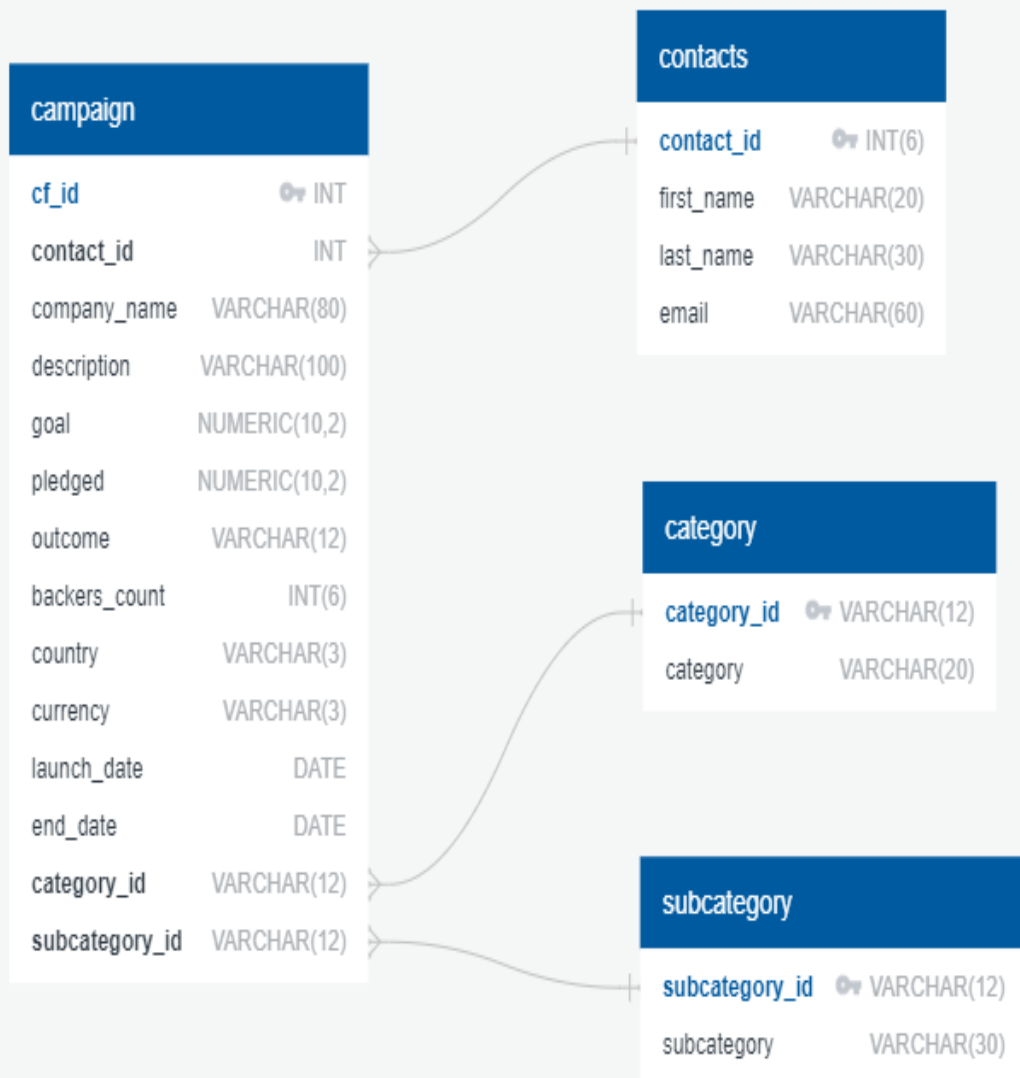 campaign
cf_id INT
contact_id INT
company_name VARCHAR(80)
description VARCHAR(100)
goal NUMERIC(10,2)
pledged NUMERIC(10,2)
outcome VARCHAR(12)
backers_count INT(6)
country VARCHAR(3)
currency VARCHAR(3)
launch_date DATE
end_date DATE
category_id VARCHAR(12)
subcategory_id VARCHAR(12)
contacts
contact_id INT(6)
first_name VARCHAR(20)
last_name VARCHAR(30)
email VARCHAR(60)
category
category_id VARCHAR(12)
category VARCHAR(20)
subcategory
subcategory_id VARCHAR(12)
subcategory VARCHAR(30)